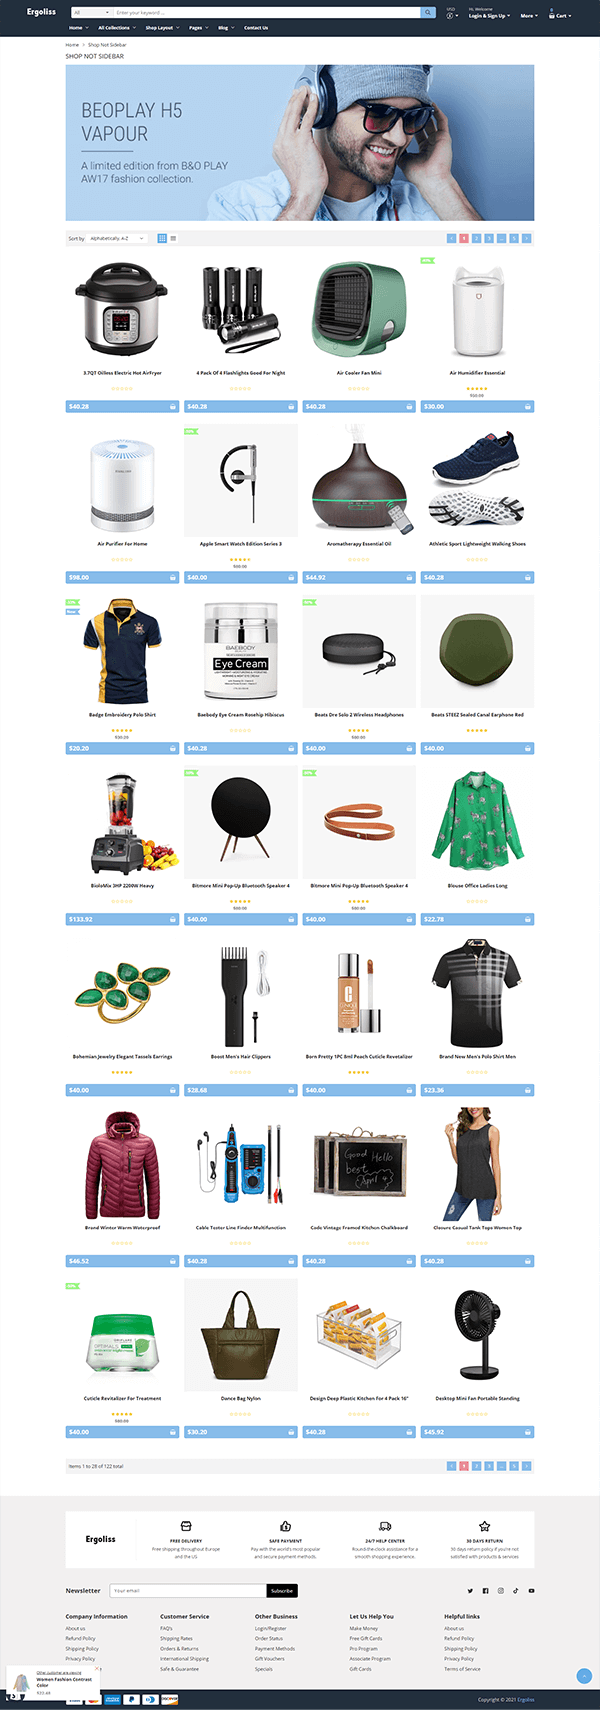 Ergoliss
All
Enter your keyword ...
USD
Hi, Welcome
Login & Sign Up
More
0
Cart
Home
All Collections
Shop Layout
Pages
Blog
Contact Us
Home > Shop Not Sidebar
SHOP NOT SIDEBAR
BEOPLAY H5
VAPOUR
A limited edition from B&O PLAY
AW17 fashion collection.
Sort by
Alphabetically, A-Z
3.7QT Oilless Electric Hot AirFryer
4 Pack Of 4 Flashlights Good For Night
Air Cooler Fan Mini
Air Humidifier Essential
$40.28
$40.28
$40.28
$30.00
Air Purifier For Home
Apple Smart Watch Edition Series 3
Aromatherapy Essential Oil
Athletic Sport Lightweight Walking Shoes
$98.00
$40.00
$44.92
$40.28
BAEBODY
Eye Cream
Badge Embroidery Polo Shirt
Baebody Eye Cream Rosehip Hibiscus
Beats Dre Solo 2 Wireless Headphones
Beats STEEZ Sealed Canal Earphone Red
$20.20
$40.28
$40.00
$40.00
BioloMix 3HP 2200W Heavy
Bitmore Mini Pop-Up Bluetooth Speaker 4
Bitmore Mini Pop-Up Bluetooth Speaker 4
Blouse Office Ladies Long
$133.92
$40.00
$40.00
$22.78
Bohemian Jewelry Elegant Tassels Earrings
Boost Men's Hair Clippers
Born Pretty 1PC 8ml Peach Cuticle Revetalizer
Brand New Men's Polo Shirt Men
$40.00
$28.68
$40.00
$23.36
Good Hello
best
April 4
Brand Winter Warm Waterproof
Cable Tester Line Finder Multifunction
Cade Vintage Framed Kitchen Chalkboard
Closure Casual Tank Tops Women Top
$46.52
$40.28
$40.28
$40.28
OPTIMALS
Cuticle Revitalizer For Treatment
Dance Bag Nylon
Design Deep Plastic Kitchen For 4 Pack 16"
Desktop Mini Fan Portable Standing
$40.00
$30.20
$40.28
$45.92
Items 1 to 28 of 122 total
Ergoliss
FREE DELIVERY
Free shipping throughout Europe
and the US
SAFE PAYMENT
Pay with the world's most popular
and secure payment methods.
24/7 HELP CENTER
Round-the-clock assistance for a
smooth shopping experience.
30 DAYS RETURN
30 days return policy if you're not
satisfied with products & services
Newsletter
Your email
Subscribe
Company Information
About us
Refund Policy
Shipping Policy
Privacy Policy
Customer Service
FAQ's
Shipping Rates
Orders & Returns
International Shipping
Safe & Guarantee
Other Business
Login/Register
Order Status
Payment Methods
Gift Vouchers
Specials
Let Us Help You
Make Money
Free Gift Cards
Pro Program
Associate Program
Gift Cards
Helpful links
About us
Refund Policy
Shipping Policy
Privacy Policy
Terms of Service
Other customer are viewing
Women Fashion Contrast
Color
VISA
PayPal
DISCOVER
Copyright © 2021 Ergoliss